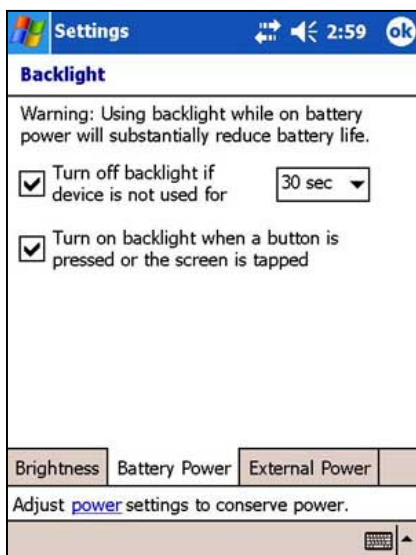 Settings 2:59 ok
Backlight
Warning: Using backlight while on battery
power will substantially reduce battery life.
Turn off backlight if
device is not used for 30 sec
Turn on backlight when a button is
pressed or the screen is tapped
Brightness Battery Power External Power
Adjust power settings to conserve power.